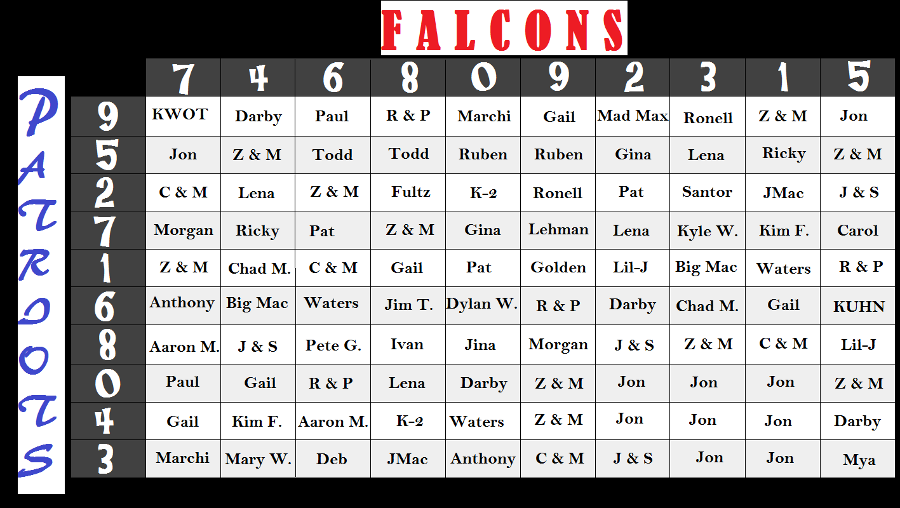 FALCONS
PATRIOTS
7 4 6 8 0 9 2 3 1 5
9 KWOT Darby Paul R & P Marchi Gail Mad Max Ronell Z & M Jon
5 Jon Z & M Todd Todd Ruben Ruben Gina Lena Ricky Z & M
2 C & M Lena Z & M Fultz K-2 Ronell Pat Santor JMac J & S
7 Morgan Ricky Pat Z & M Gina Lehman Lena Kyle W. Kim F. Carol
1 Z & M Chad M. C & M Gail Pat Golden Lil-J Big Mac Waters R & P
6 Anthony Big Mac Waters Jim T. Dylan W. R & P Darby Chad M. Gail KUHN
8 Aaron M. J & S Pete G. Ivan Jina Morgan J & S Z & M C & M Lil-J
0 Paul Gail R & P Lena Darby Z & M Jon Jon Jon Z & M
4 Gail Kim F. Aaron M. K-2 Waters Z & M Jon Jon Jon Darby
3 Marchi Mary W. Deb JMac Anthony C & M J & S Jon Jon Mya